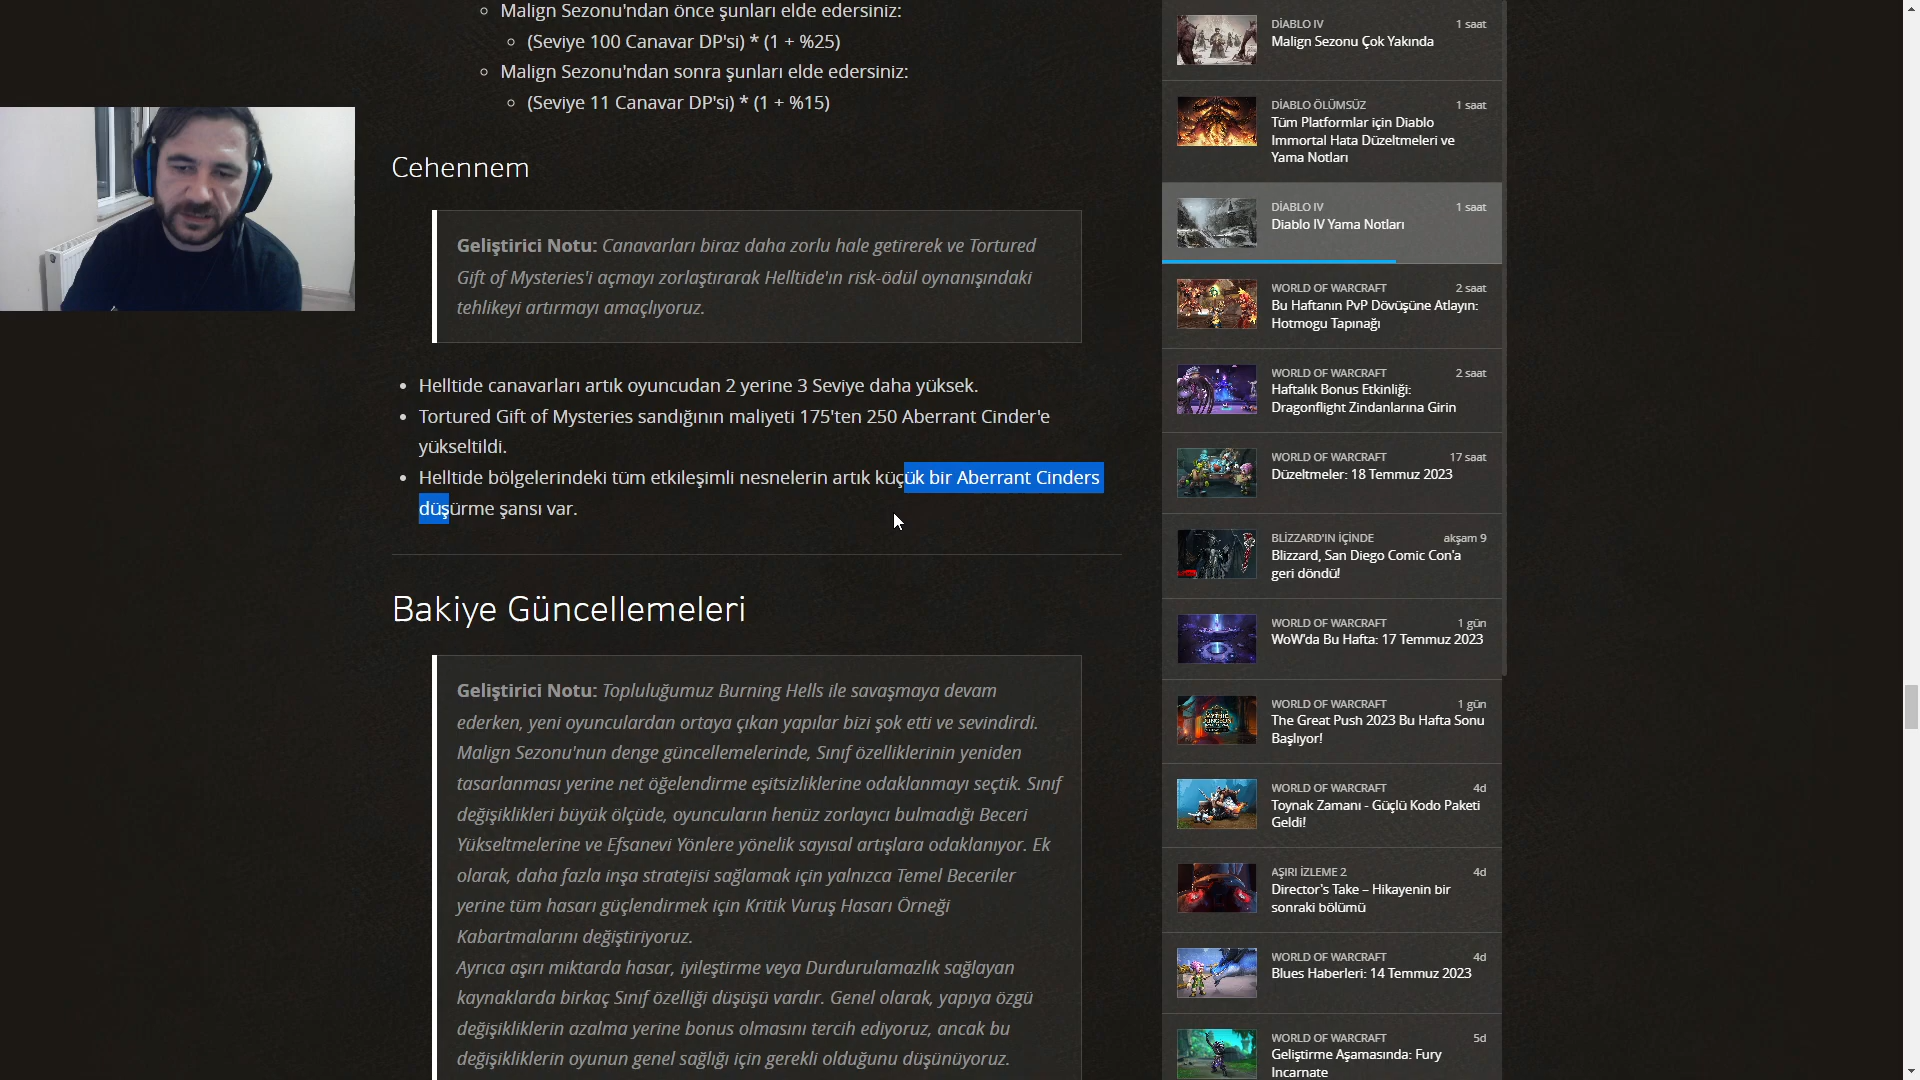 Malign Sezonu'ndan önce şunları elde edersiniz:
(Seviye 100 Canavar DP'si) * (1 + %25)
Malign Sezonu'ndan sonra şunları elde edersiniz:
(Seviye 11 Canavar DP'si) * (1 + %15)
Cehennem
Geliştirici Notu: Canavarları biraz daha zorlu hale getirerek ve Tortured
Gift of Mysteries'i açmayı zorlaştırarak Helltide'ın risk-ödül oynanışındaki
tehlikeyi artırmayı amaçlıyoruz.
Helltide canavarları artık oyuncudan 2 yerine 3 Seviye daha yüksek.
Tortured Gift of Mysteries sandığının maliyeti 175'ten 250 Aberrant Cinder'e
yükseltildi.
Helltide bölgelerindeki tüm etkileşimli nesnelerin artık küçük bir Aberrant Cinders
düşürme şansı var.
Bakiye Güncellemeleri
Geliştirici Notu: Topluluğumuz Burning Hells ile savaşmaya devam
ederken, yeni oyunculardan ortaya çıkan yapılar bizi şok etti ve sevindirdi.
Malign Sezonu'nun denge güncellemelerinde, Sınıf özelliklerinin yeniden
tasarlanması yerine net öğelendirme eşitsizliklerine odaklanmayı seçtik. Sınıf
değişiklikleri büyük ölçüde, oyuncuların henüz zorlayıcı bulmadığı Beceri
Yükseltmelerine ve Efsanevi Yönlere yönelik sayısal artışlara odaklanıyor. Ek
olarak, daha fazla inşa stratejisi sağlamak için yalnızca Temel Beceriler
yerine tüm hasarı güçlendirmek için Kritik Vuruş Hasarı Örneği
Kabartmalarını değiştiriyoruz.
Ayrıca aşırı miktarda hasar, iyileştirme veya Durdurulamazlık sağlayan
kaynaklarda birkaç Sınıf özelliği düşüşü vardır. Genel olarak, yapıya özgü
değişikliklerin azalma yerine bonus olmasını tercih ediyoruz, ancak bu
değişikliklerin oyunun genel sağlığı için gerekli olduğunu düşünüyoruz.
DİABLO IV 1 saat
Malign Sezonu Çok Yakında
DİABLO ÖLÜMSÜZ 1 saat
Tüm Platformlar için Diablo
Immortal Hata Düzeltmeleri ve
Yama Notları
DİABLO IV 1 saat
Diablo IV Yama Notları
WORLD OF WARCRAFT 2 saat
Bu Haftanın PvP Dövüşüne Atlayın:
Hotmogu Tapınağı
WORLD OF WARCRAFT 2 saat
Haftalık Bonus Etkinliği:
Dragonflight Zindanlarına Girin
WORLD OF WARCRAFT 17 saat
Düzeltmeler: 18 Temmuz 2023
BLİZZARD'IN İÇİNDE akşam 9
Blizzard, San Diego Comic Con'a
geri döndü!
WORLD OF WARCRAFT 1 gün
WoW'da Bu Hafta: 17 Temmuz 2023
WORLD OF WARCRAFT 1 gün
The Great Push 2023 Bu Hafta Sonu
Başlıyor!
WORLD OF WARCRAFT 4d
Toynak Zamanı - Güçlü Kodo Paketi
Geldi!
AŞIRI İZLEME 2 4d
Director's Take – Hikayenin bir
sonraki bölümü
WORLD OF WARCRAFT 4d
Blues Haberleri: 14 Temmuz 2023
WORLD OF WARCRAFT 5d
Geliştirme Aşamasında: Fury
Incarnate